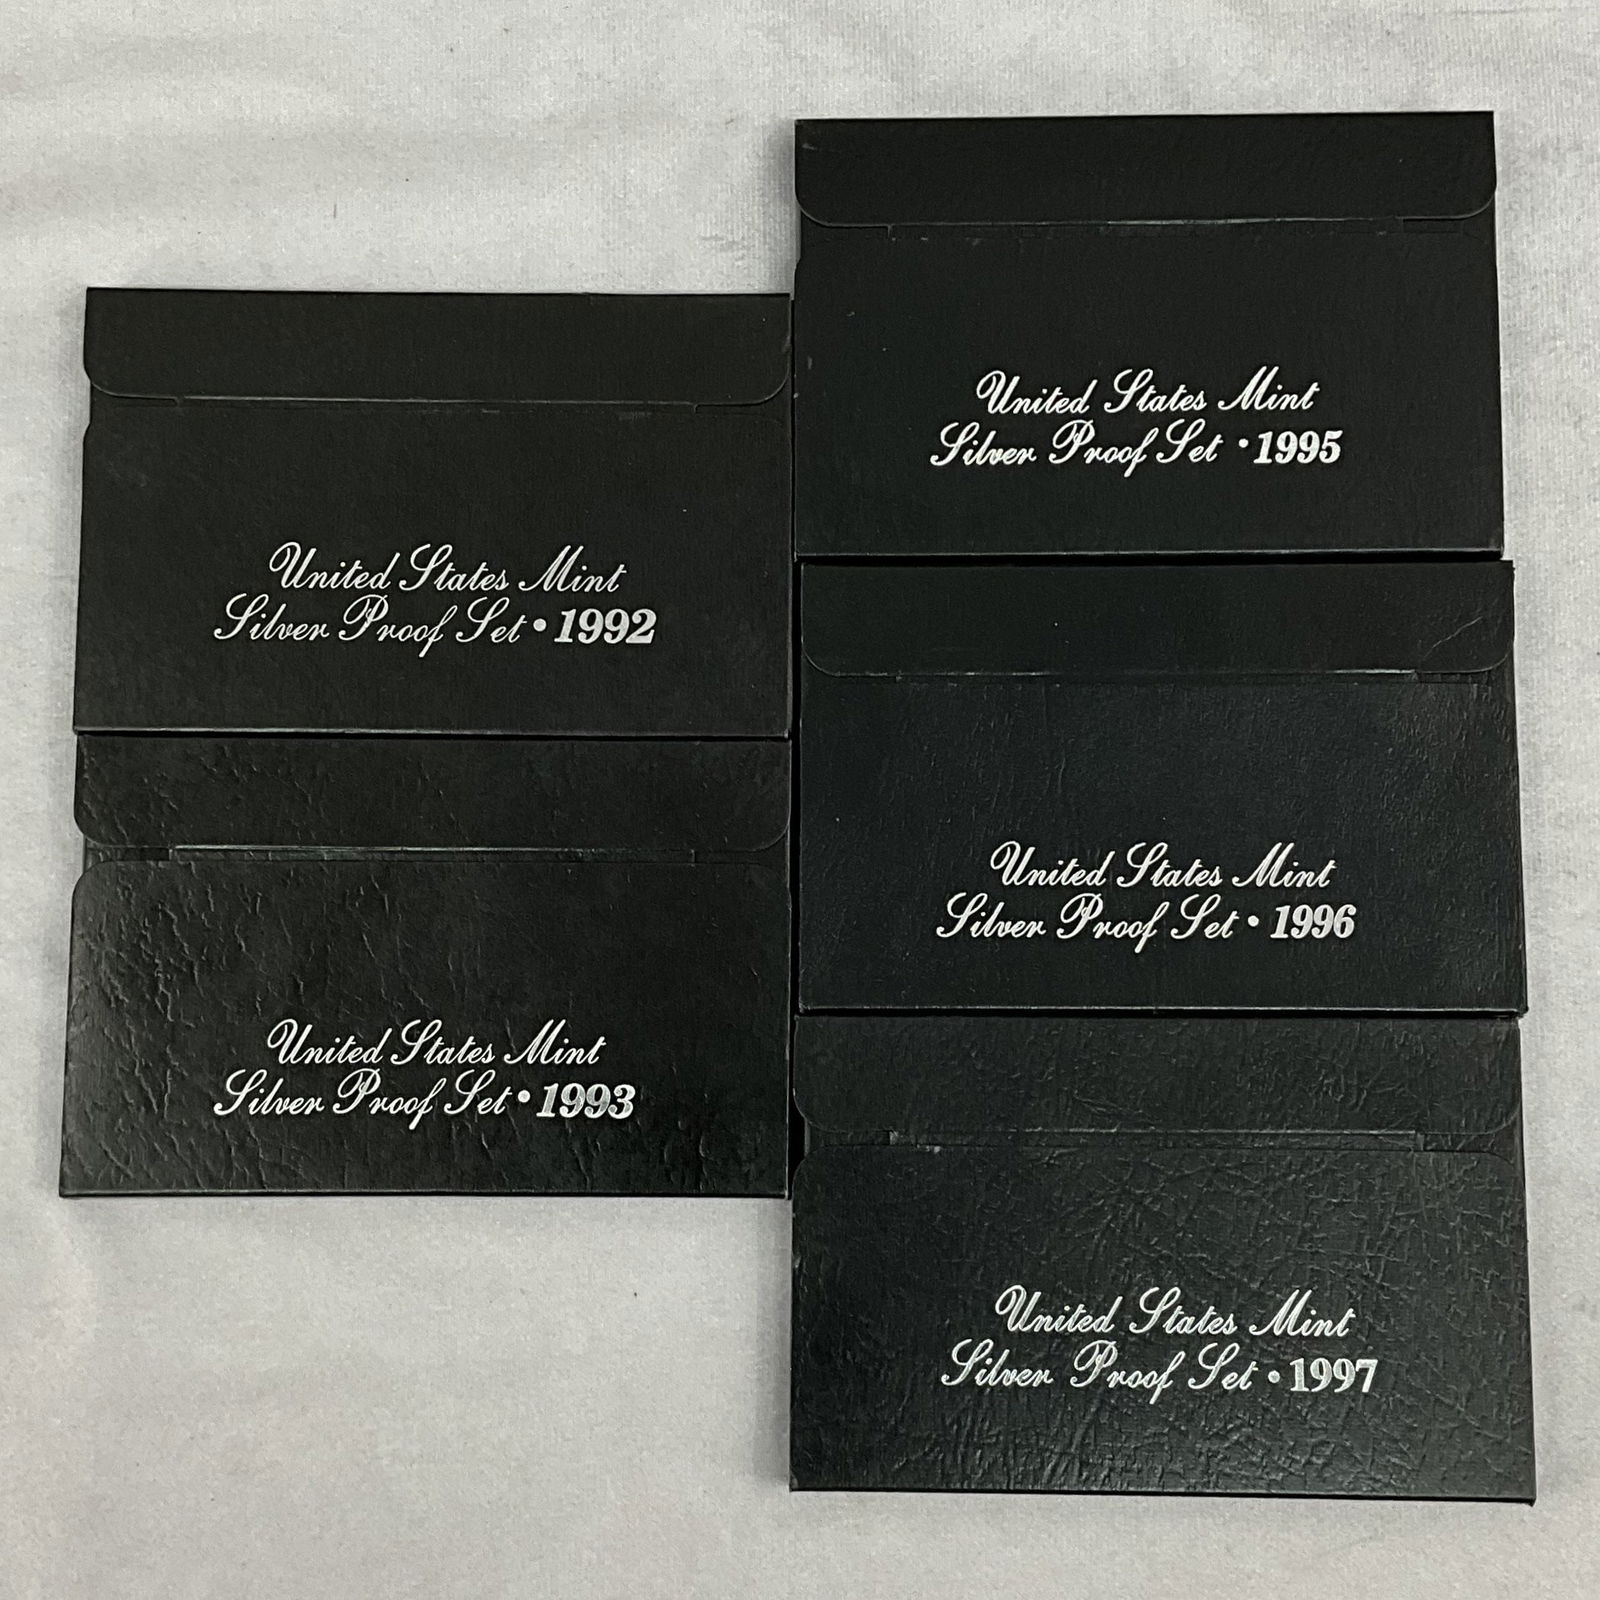 United States Mint
Silver Proof Set • 1992
United States Mint
Silver Proof Set • 1993
United States Mint
Silver Proof Set • 1995
United States Mint
Silver Proof Set • 1996
United States Mint
Silver Proof Set • 1997